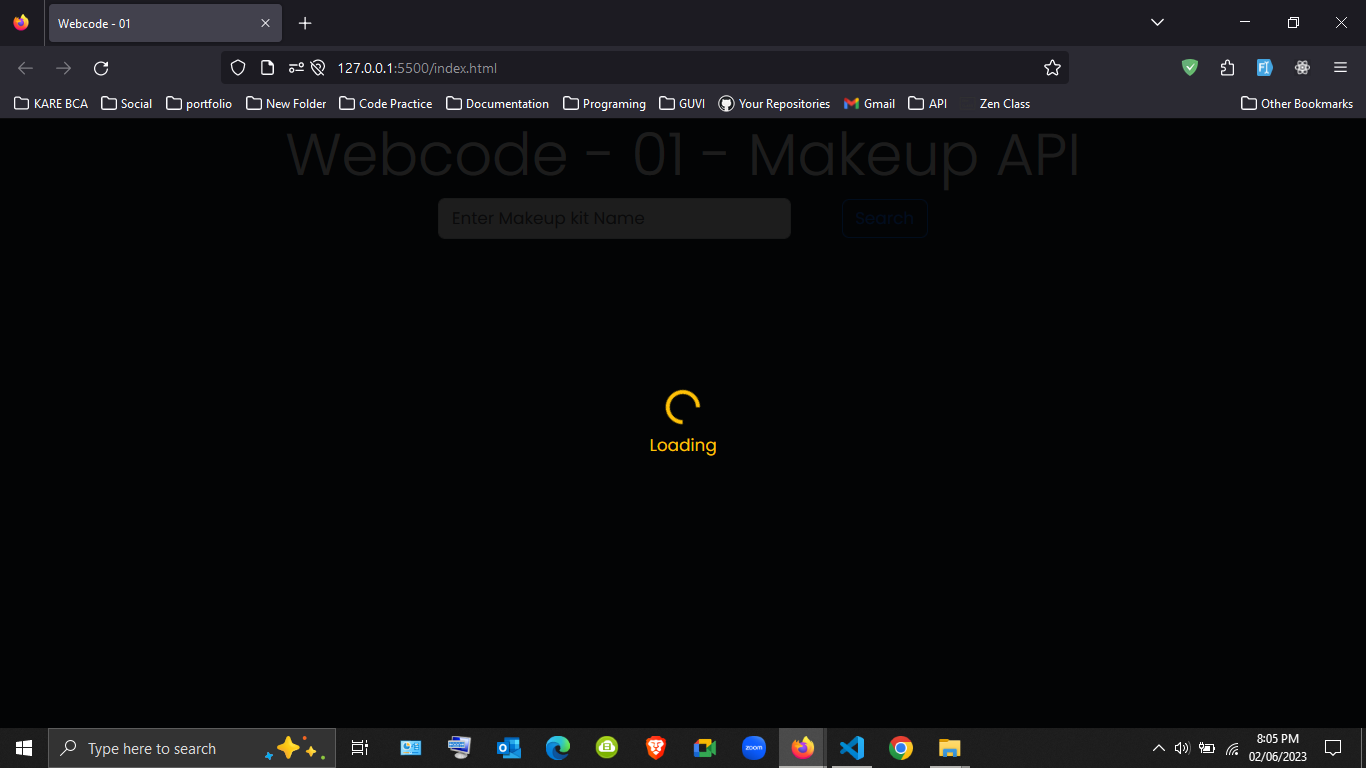 Webcode - 01
127.0.0.1:5500/index.html
KARE BCA Social portfolio New Folder Code Practice Documentation Programing GUVI Your Repositories Gmail API Zen Class Other Bookmarks
Webcode - 01 - Makeup API
Enter Makeup kit Name Search
Loading
Type here to search
zoom
8:05 PM
02/06/2023